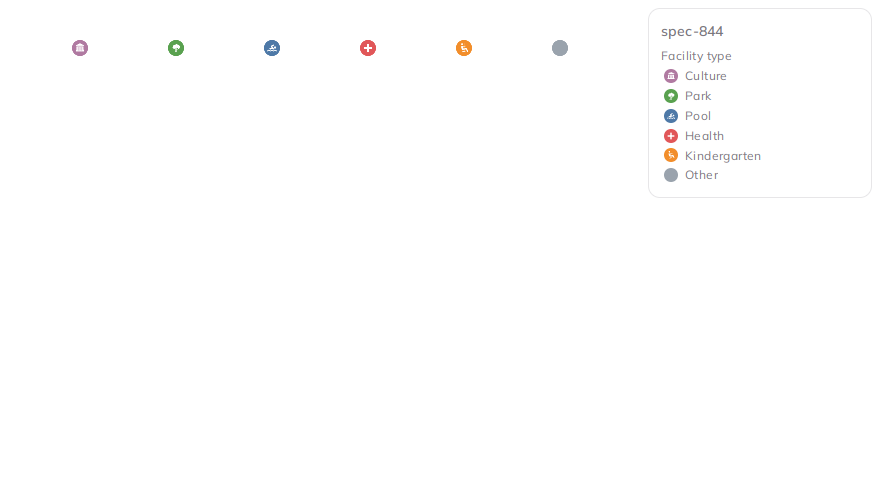 spec-844
Facility type
Culture
Park
Pool
Health
Kindergarten
Other